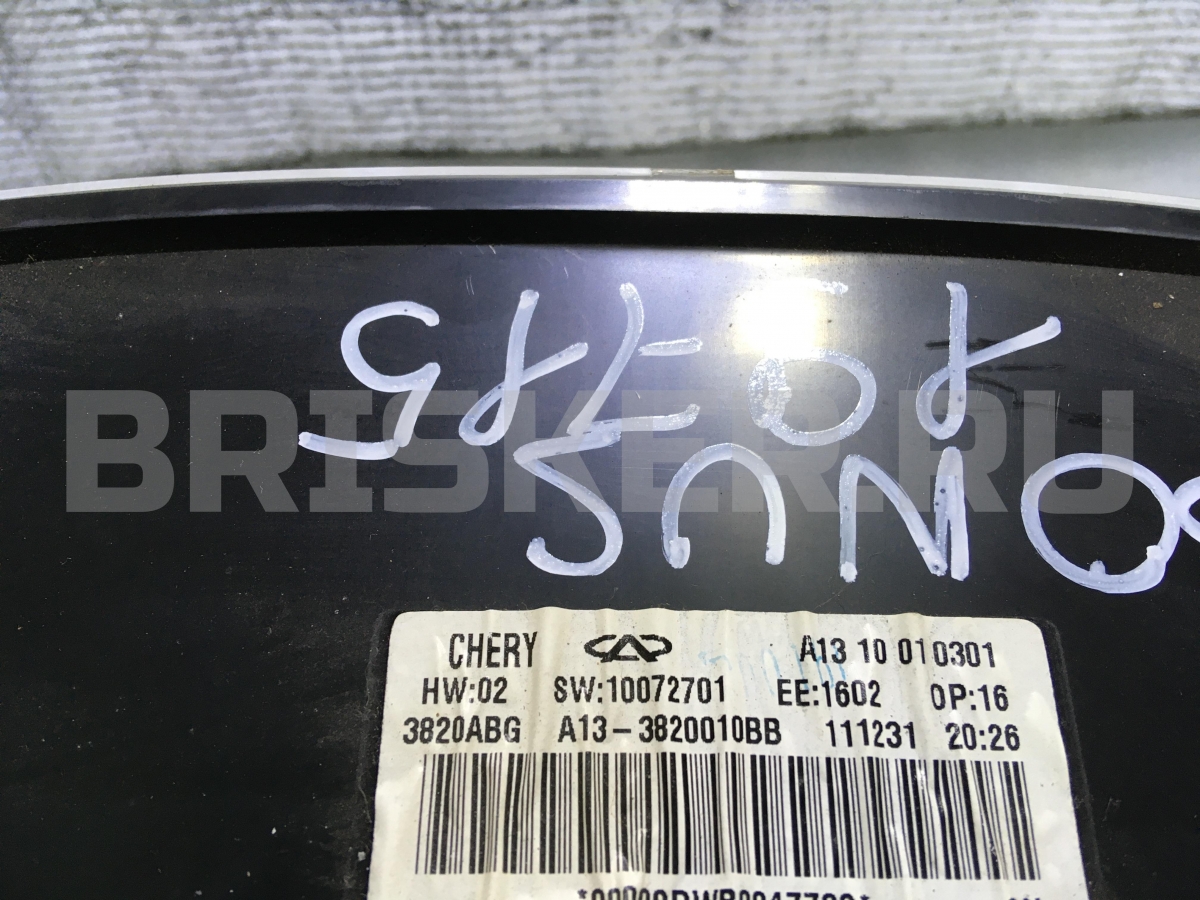 ONUS
BRISKER.RU
CHERY A13 10 010301
HW:02 SW:10072701 EE:1602 OP:16
3820ABG A13-3820010BB 111231 20:26